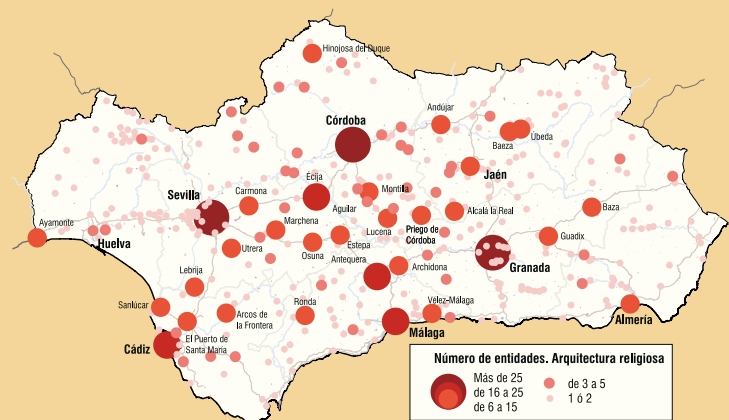 Hinojosa del Duque
Andújar
Córdoba
Baeza
Úbeda
Jaén
Écija
Sevilla
Carmona
Montilla
Aguilar
Baza
Ayamonte
Marchena
Lucena
Priego de
Córdoba
Alcalá la Real
Huelva
Estepa
Guadix
Utrera
Osuna
Antequera
Archidona
Granada
Lebrija
Sanlúcar
Arcos de
la Frontera
Ronda
Vélez-Málaga
Almería
Málaga
El Puerto de
Santa María
Cádiz
Número de entidades. Arquitectura religiosa
Más de 25
de 16 a 25
de 6 a 15
de 3 a 5
1 ó 2